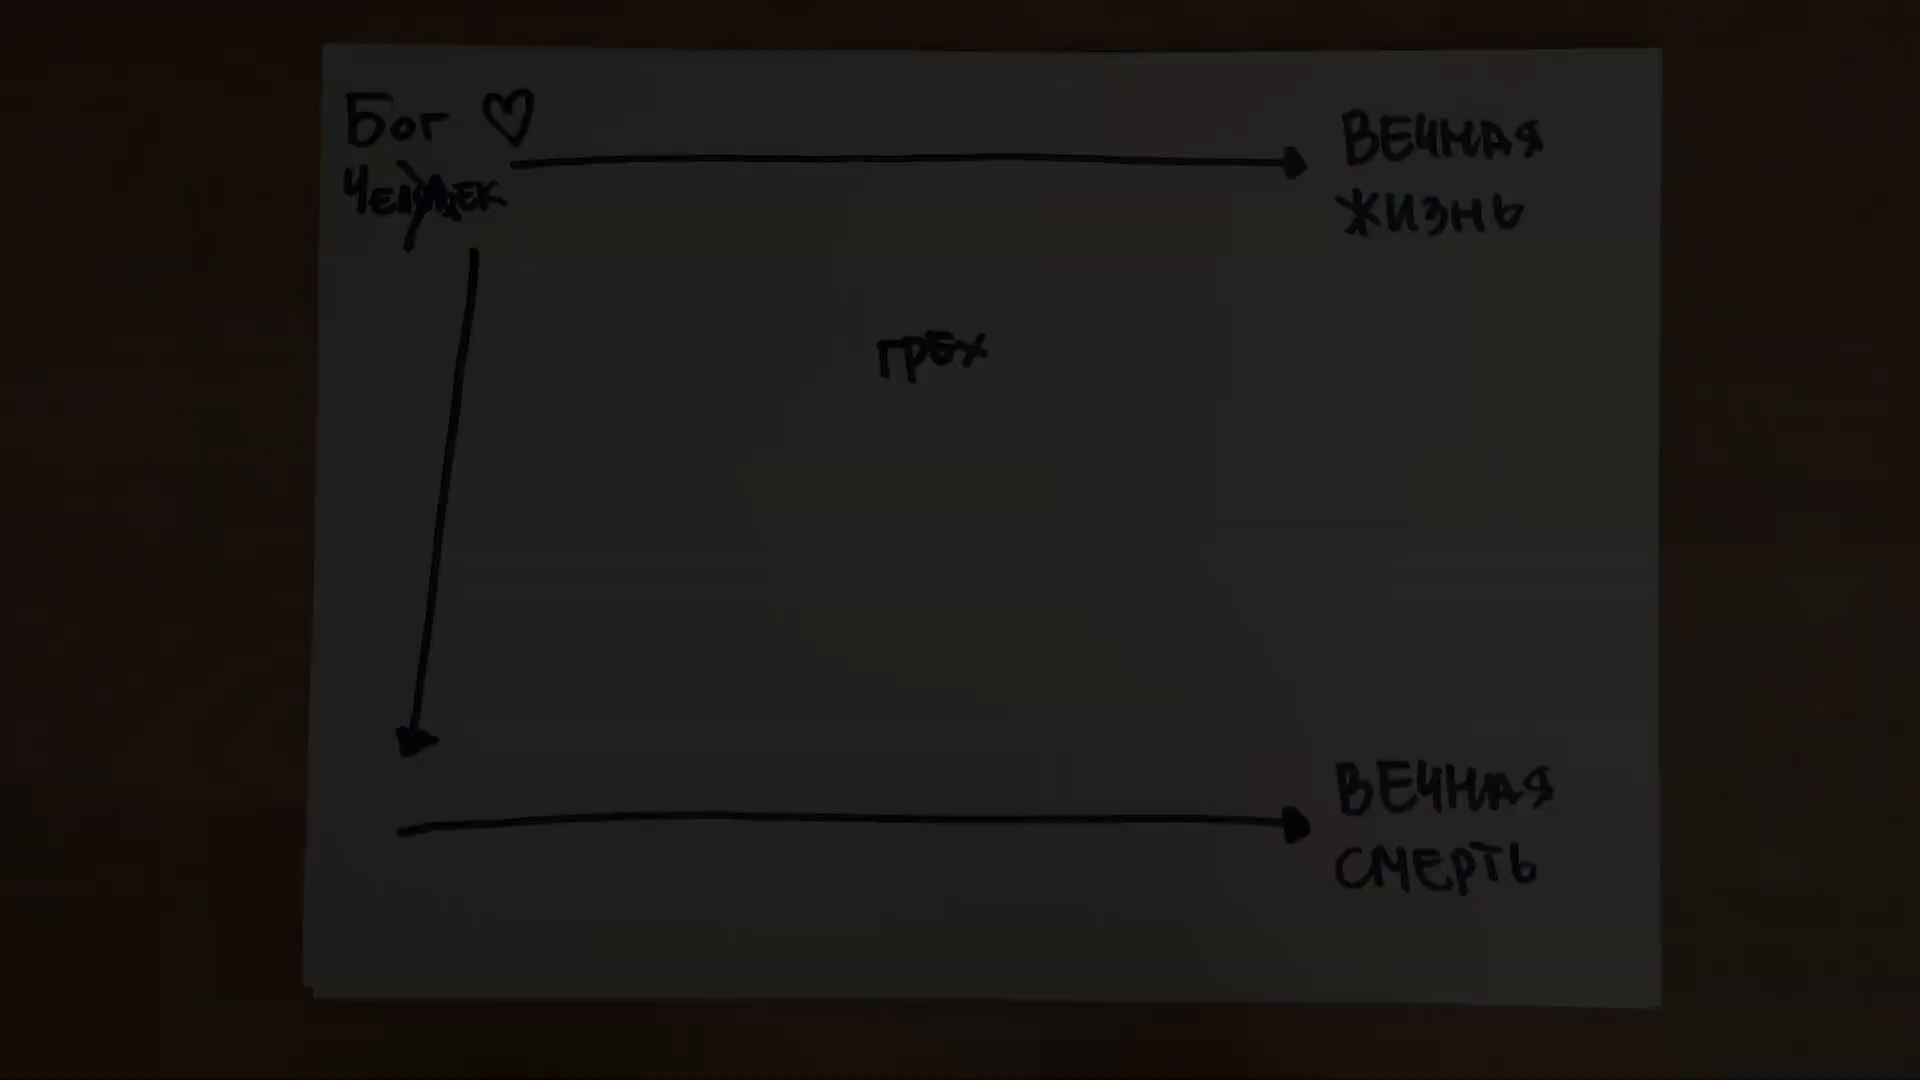 Бог ♡
Человек
ВЕЧНАЯ
ЖИЗНЬ
грех
ВЕЧНАЯ
СМЕРТЬ